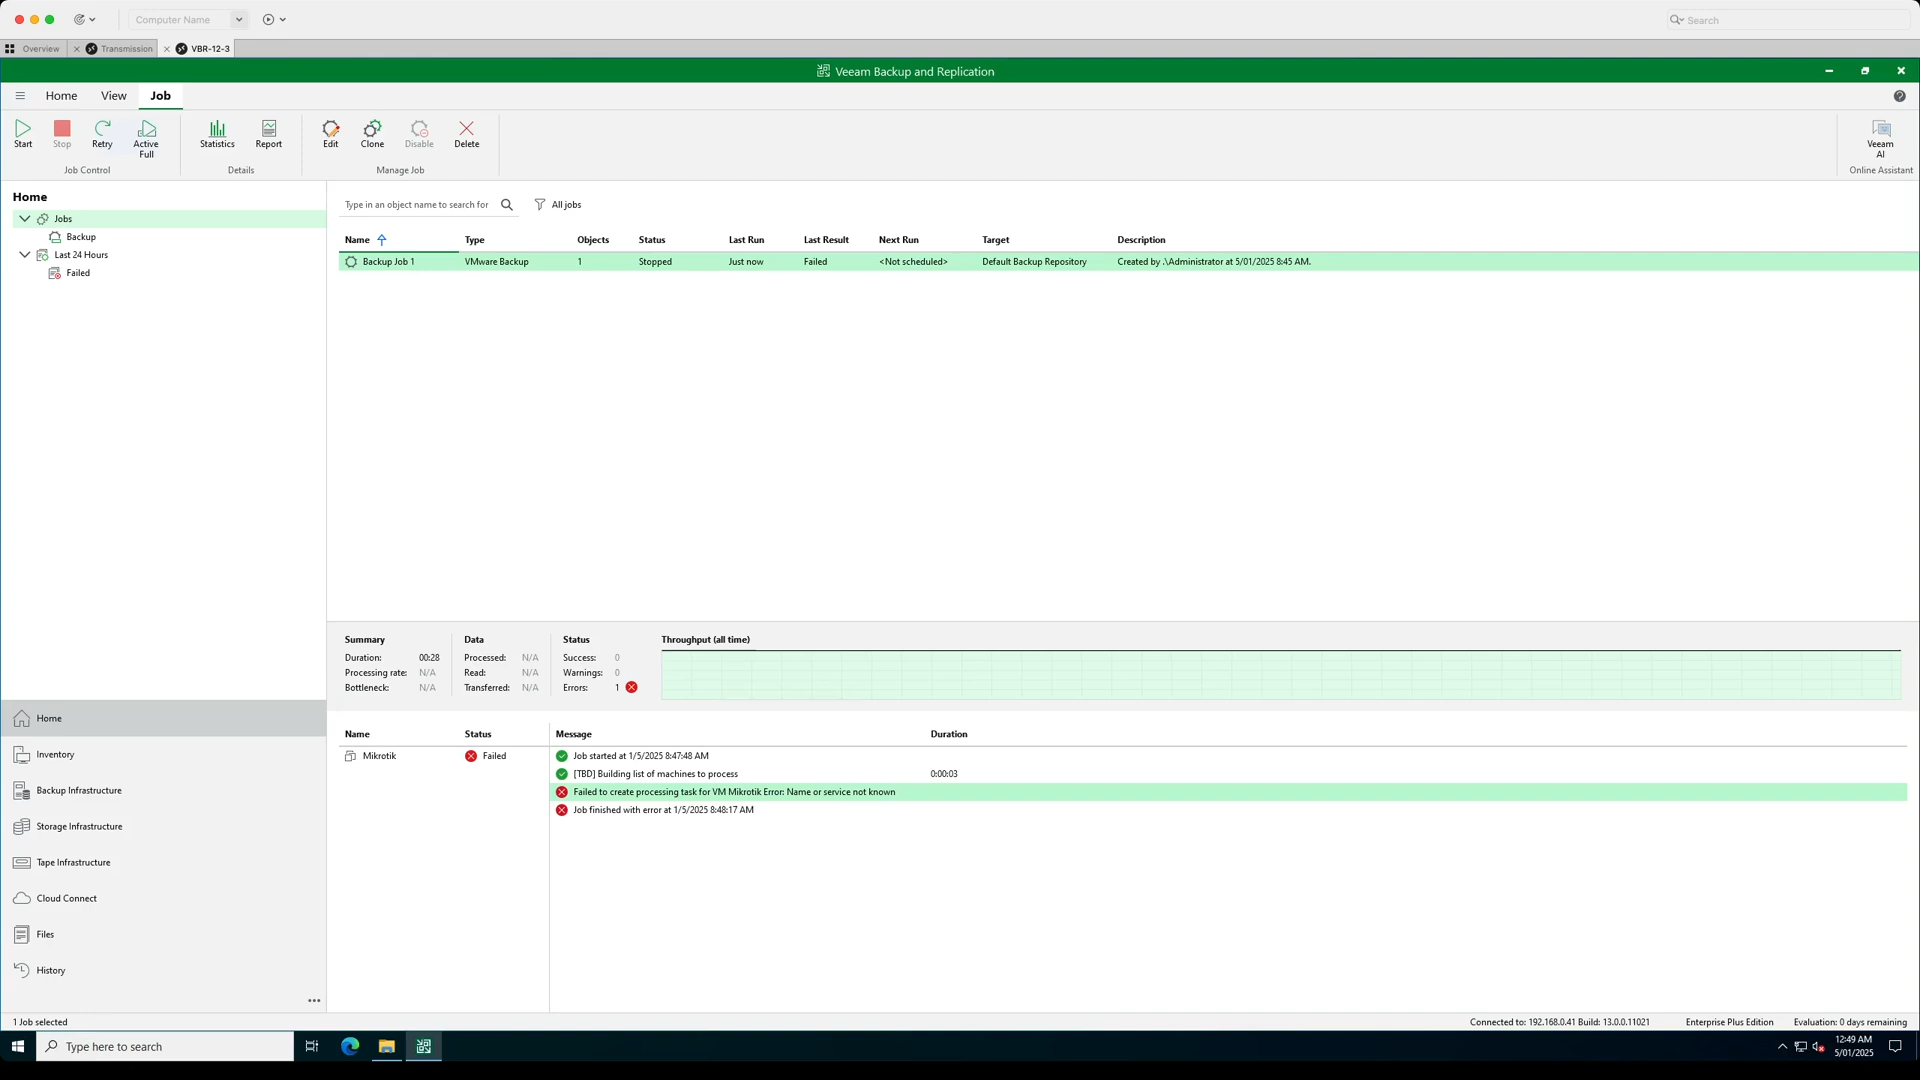 Computer Name
Search
Overview
Transmission
VBR-12-3
Veeam Backup and Replication
Home View Job
Start
Stop
Retry
Active
Full
Job Control
Statistics
Report
Details
Edit
Clone
Disable
Delete
Manage Job
Veeam
AI
Online Assistant
Home
Jobs
Backup
Last 24 Hours
Failed
Type in an object name to search for
All jobs
Name Type Objects Status Last Run Last Result Next Run Target Description
Backup Job 1 VMware Backup 1 Stopped Just now Failed <Not scheduled> Default Backup Repository Created by .\Administrator at 5/01/2025 8:45 AM.
Summary
Duration: 00:28
Processing rate: N/A
Bottleneck: N/A
Data
Processed: N/A
Read: N/A
Transferred: N/A
Status
Success: 0
Warnings: 0
Errors: 1
Throughput (all time)
Home
Inventory
Backup Infrastructure
Storage Infrastructure
Tape Infrastructure
Cloud Connect
Files
History
Name Status
Mikrotik Failed
Message Duration
Job started at 1/5/2025 8:47:48 AM
[TBD] Building list of machines to process 0:00:03
Failed to create processing task for VM Mikrotik Error: Name or service not known
Job finished with error at 1/5/2025 8:48:17 AM
1 Job selected
Connected to: 192.168.0.41 Build: 13.0.0.11021
Enterprise Plus Edition
Evaluation: 0 days remaining
Type here to search
12:49 AM
5/01/2025